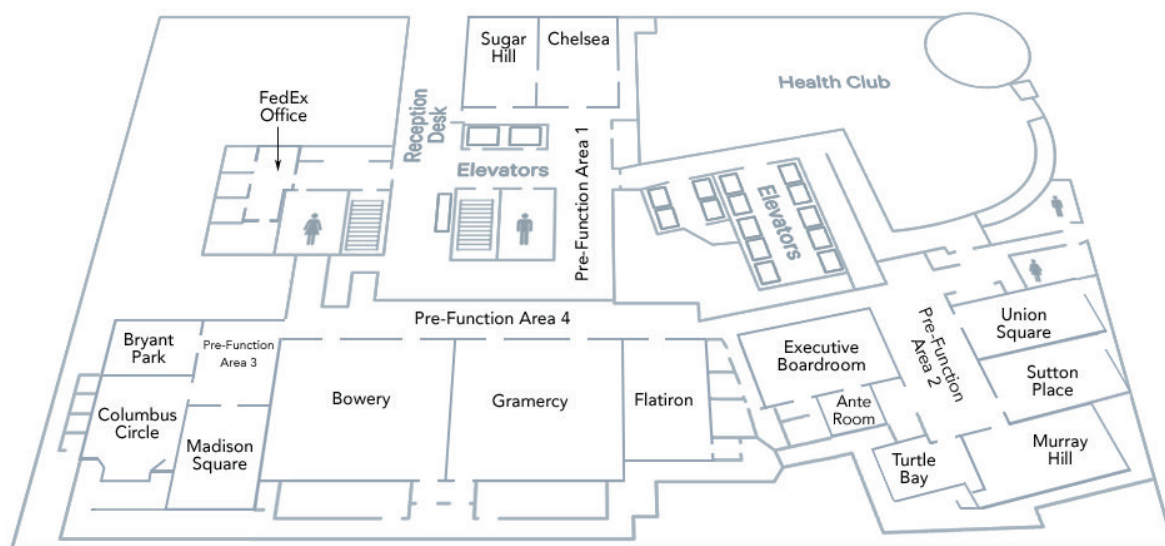 Sugar
Hill
Chelsea
Health Club
FedEx
Office
Reception
Desk
Pre-Function Area 1
Elevators
Elevators
Pre-Function Area 4
Bryant
Park
Pre-Function
Area 3
Pre-Function
Area 2
Union
Square
Executive
Boardroom
Sutton
Place
Columbus
Circle
Bowery
Gramercy
Flatiron
Ante
Room
Madison
Square
Turtle
Bay
Murray
Hill